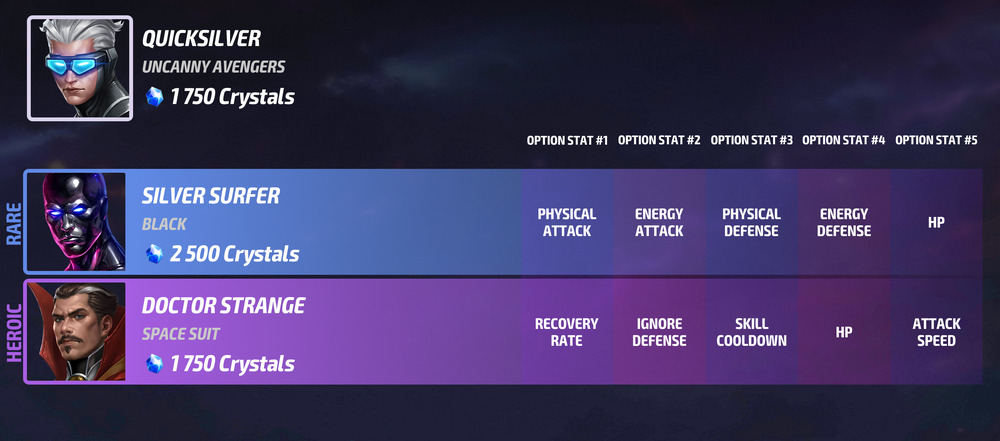 QUICKSILVER
UNCANNY AVENGERS
1 750 Crystals
OPTION STAT #1 OPTION STAT #2 OPTION STAT #3 OPTION STAT #4 OPTION STAT #5
RARE
SILVER SURFER
BLACK
2 500 Crystals
PHYSICAL ATTACK
ENERGY ATTACK
PHYSICAL DEFENSE
ENERGY DEFENSE
HP
HEROIC
DOCTOR STRANGE
SPACE SUIT
1 750 Crystals
RECOVERY RATE
IGNORE DEFENSE
SKILL COOLDOWN
HP
ATTACK SPEED